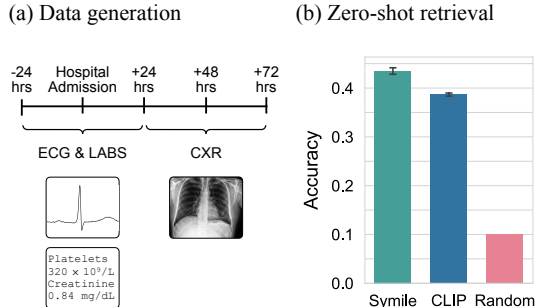 (a) Data generation
-24 hrs
Hospital Admission
+24 hrs
+48 hrs
+72 hrs
ECG & LABS
CXR
Platelets
320 × 10⁹/L
Creatinine
0.84 mg/dL
(b) Zero-shot retrieval
Accuracy
0.4
0.3
0.2
0.1
0.0
Symile CLIP Random